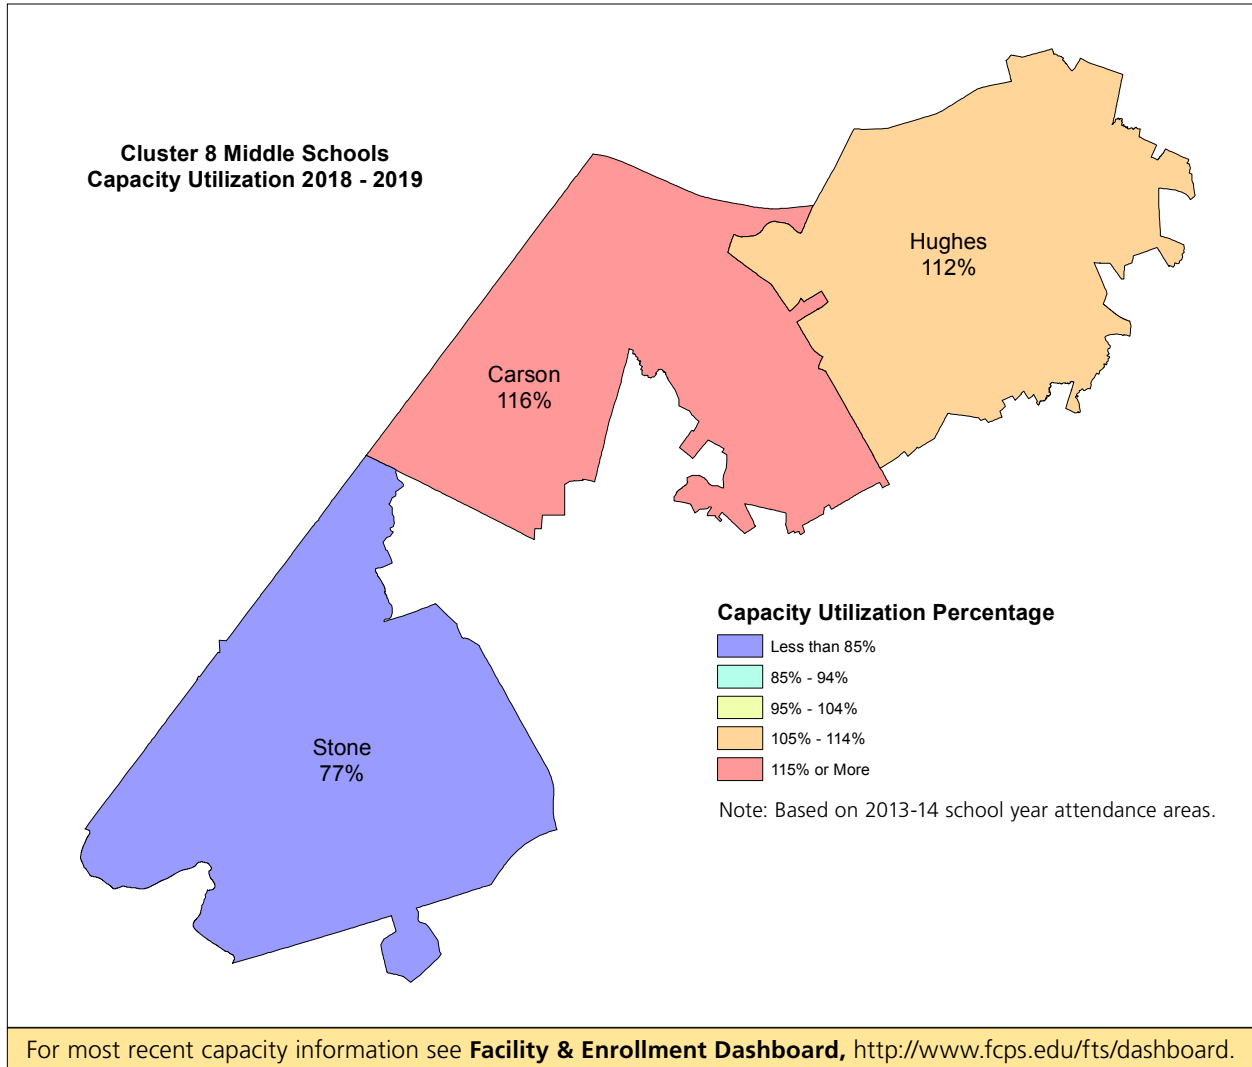 Cluster 8 Middle Schools
Capacity Utilization 2018 - 2019
Hughes
112%
Carson
116%
Stone
77%
Capacity Utilization Percentage
Less than 85%
85% - 94%
95% - 104%
105% - 114%
115% or More
Note: Based on 2013-14 school year attendance areas.
For most recent capacity information see Facility & Enrollment Dashboard, http://www.fcps.edu/fts/dashboard.